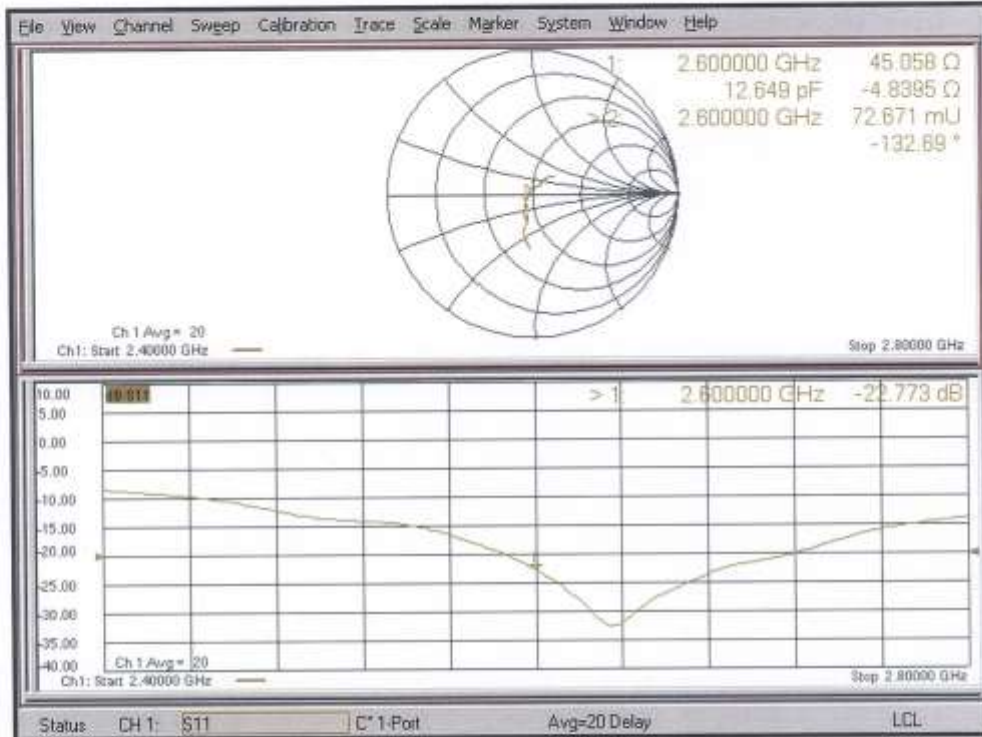 File View Channel Sweep Calibration Trace Scale Marker System Window Help
1: 2.600000 GHz 45.058 Ω
12.649 pF -4.8395 Ω
> 2: 2.600000 GHz 72.671 mU
-132.69 °
Ch 1 Avg = 20
Ch1: Start 2.40000 GHz
Stop 2.80000 GHz
10.00
5.00
0.00
-5.00
-10.00
-15.00
-20.00
-25.00
-30.00
-35.00
-40.00
> 1: 2.600000 GHz -22.773 dB
Ch 1 Avg = 20
Ch1: Start 2.40000 GHz
Stop 2.80000 GHz
Status CH 1: S11 C* 1-Port Avg=20 Delay LCL